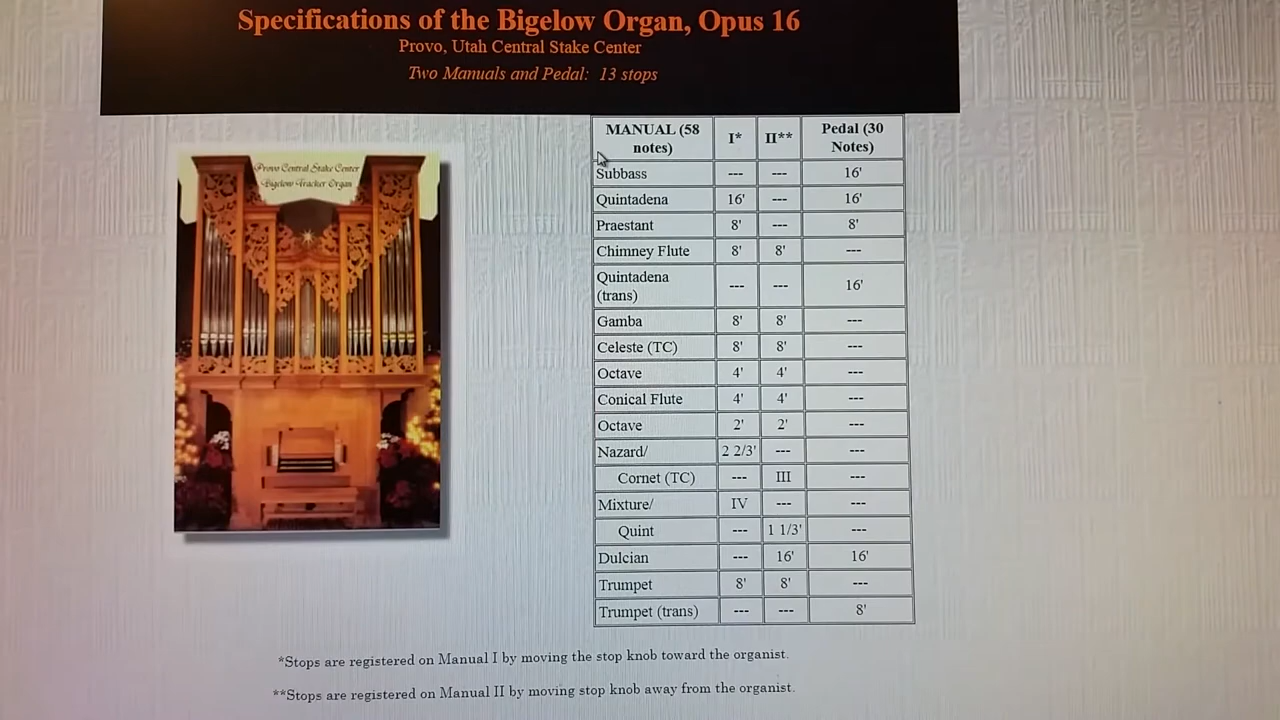 Specifications of the Bigelow Organ, Opus 16
Provo, Utah Central Stake Center
Two Manuals and Pedal: 13 stops
Provo Central Stake Center
Bigelow Tracker Organ
MANUAL (58 notes) I* II** Pedal (30 Notes)
Subbass --- --- 16'
Quintadena 16' --- 16'
Praestant 8' --- 8'
Chimney Flute 8' 8' ---
Quintadena (trans) --- --- 16'
Gamba 8' 8' ---
Celeste (TC) 8' 8' ---
Octave 4' 4' ---
Conical Flute 4' 4' ---
Octave 2' 2' ---
Nazard/ 2 2/3' --- ---
Cornet (TC) --- III ---
Mixture/ IV --- ---
Quint --- 1 1/3' ---
Dulcian --- 16' 16'
Trumpet 8' 8' ---
Trumpet (trans) --- --- 8'
*Stops are registered on Manual I by moving the stop knob toward the organist.
**Stops are registered on Manual II by moving stop knob away from the organist.